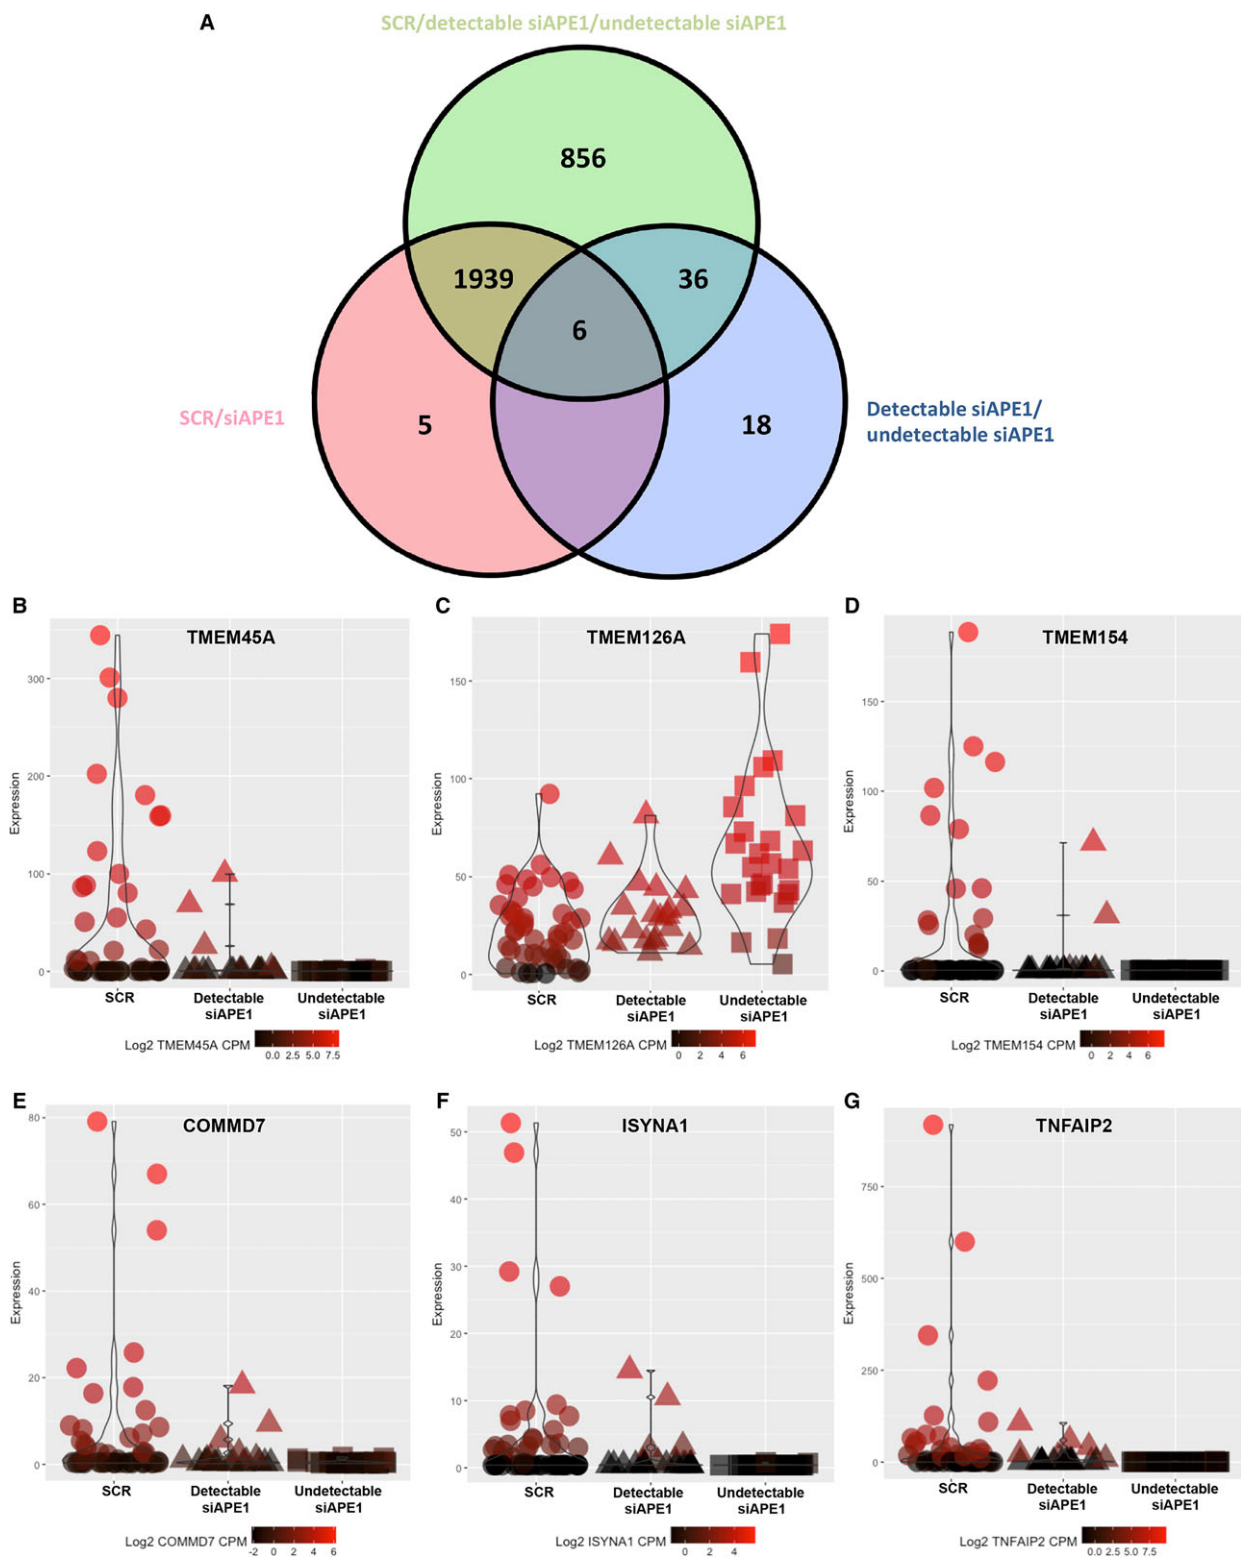 A
SCR/detectable siAPE1/undetectable siAPE1
856
1939
36
6
SCR/siAPE1
5
18
Detectable siAPE1/
undetectable siAPE1
B
TMEM45A
Expression
300
200
100
0
SCR
Detectable
siAPE1
Undetectable
siAPE1
Log2 TMEM45A CPM
0.0 2.5 5.0 7.5
C
TMEM126A
Expression
150
100
50
0
SCR
Detectable
siAPE1
Undetectable
siAPE1
Log2 TMEM126A CPM
0 2 4 6
D
TMEM154
Expression
150
100
50
0
SCR
Detectable
siAPE1
Undetectable
siAPE1
Log2 TMEM154 CPM
0 2 4 6
E
COMMD7
Expression
80
60
40
20
0
SCR
Detectable
siAPE1
Undetectable
siAPE1
Log2 COMMD7 CPM
-2 0 2 4 6
F
ISYNA1
Expression
50
40
30
20
10
0
SCR
Detectable
siAPE1
Undetectable
siAPE1
Log2 ISYNA1 CPM
0 2 4
G
TNFAIP2
Expression
750
500
250
0
SCR
Detectable
siAPE1
Undetectable
siAPE1
Log2 TNFAIP2 CPM
0.0 2.5 5.0 7.5